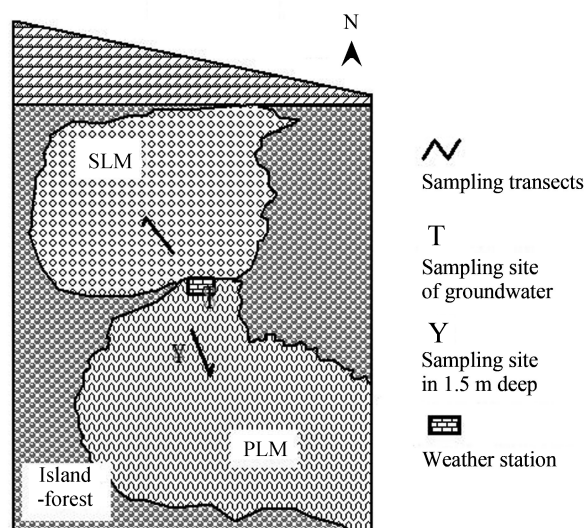 N
SLM
T
Y
PLM
Island
-forest
Sampling transects
T
Sampling site
of groundwater
Y
Sampling site
in 1.5 m deep
Weather station